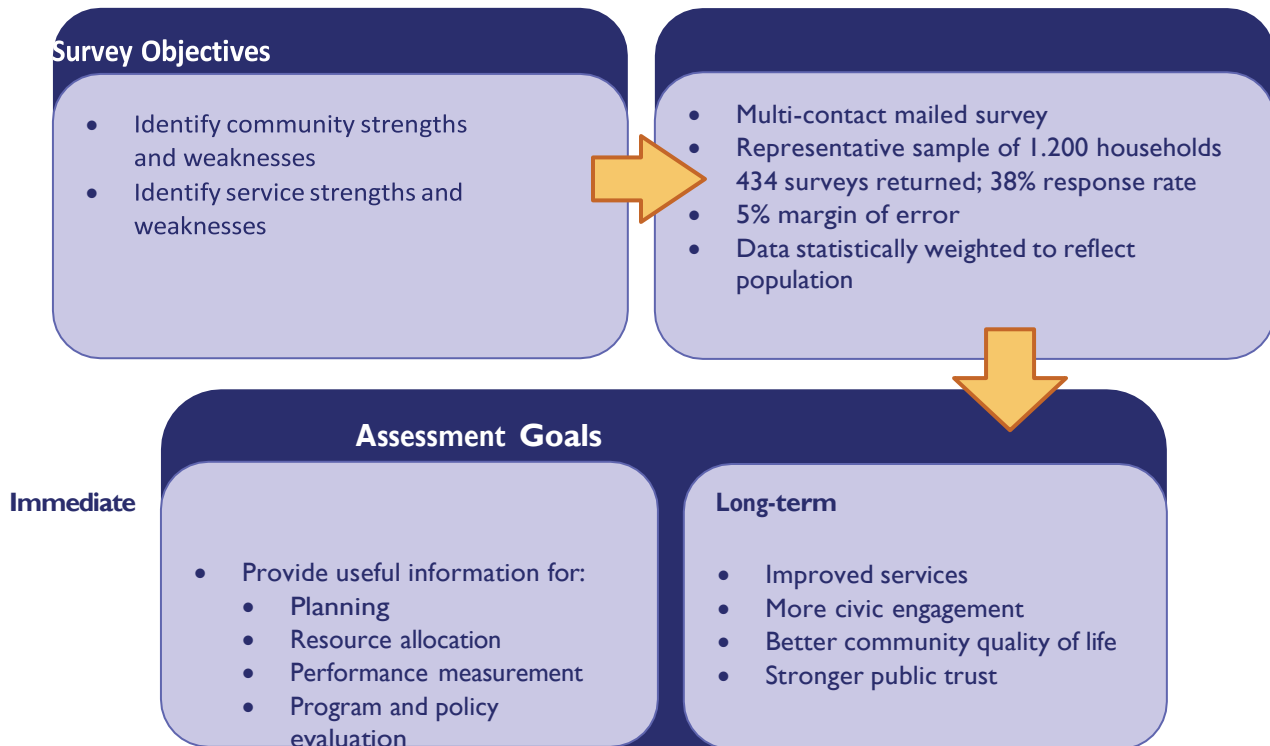 Survey Objectives
• Identify community strengths
and weaknesses
• Identify service strengths and
weaknesses
• Multi-contact mailed survey
• Representative sample of 1.200 households
434 surveys returned; 38% response rate
• 5% margin of error
• Data statistically weighted to reflect
population
Assessment Goals
Immediate
• Provide useful information for:
• Planning
• Resource allocation
• Performance measurement
• Program and policy
evaluation
Long-term
• Improved services
• More civic engagement
• Better community quality of life
• Stronger public trust